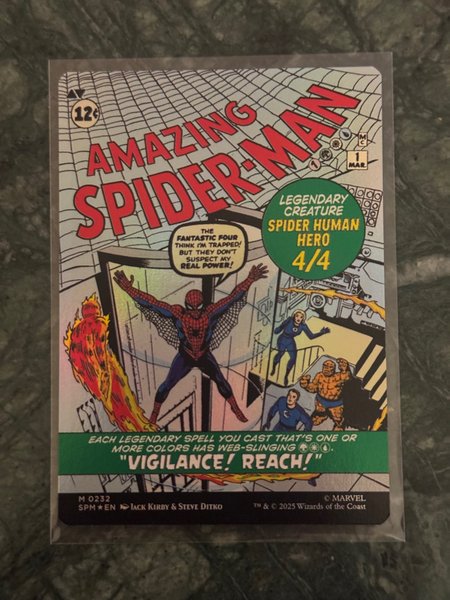 12¢
AMAZING
SPIDER-MAN
1
M
C
1
MAR.
LEGENDARY
CREATURE
SPIDER HUMAN
HERO
4/4
THE
FANTASTIC FOUR
THINK I'M TRAPPED!
BUT THEY DON'T
SUSPECT MY
REAL POWER!
EACH LEGENDARY SPELL YOU CAST THAT'S ONE OR
MORE COLORS HAS WEB-SLINGING
"VIGILANCE! REACH!"
M 0232
SPM★EN JACK KIRBY & STEVE DITKO
© MARVEL
™ & © 2025 Wizards of the Coast